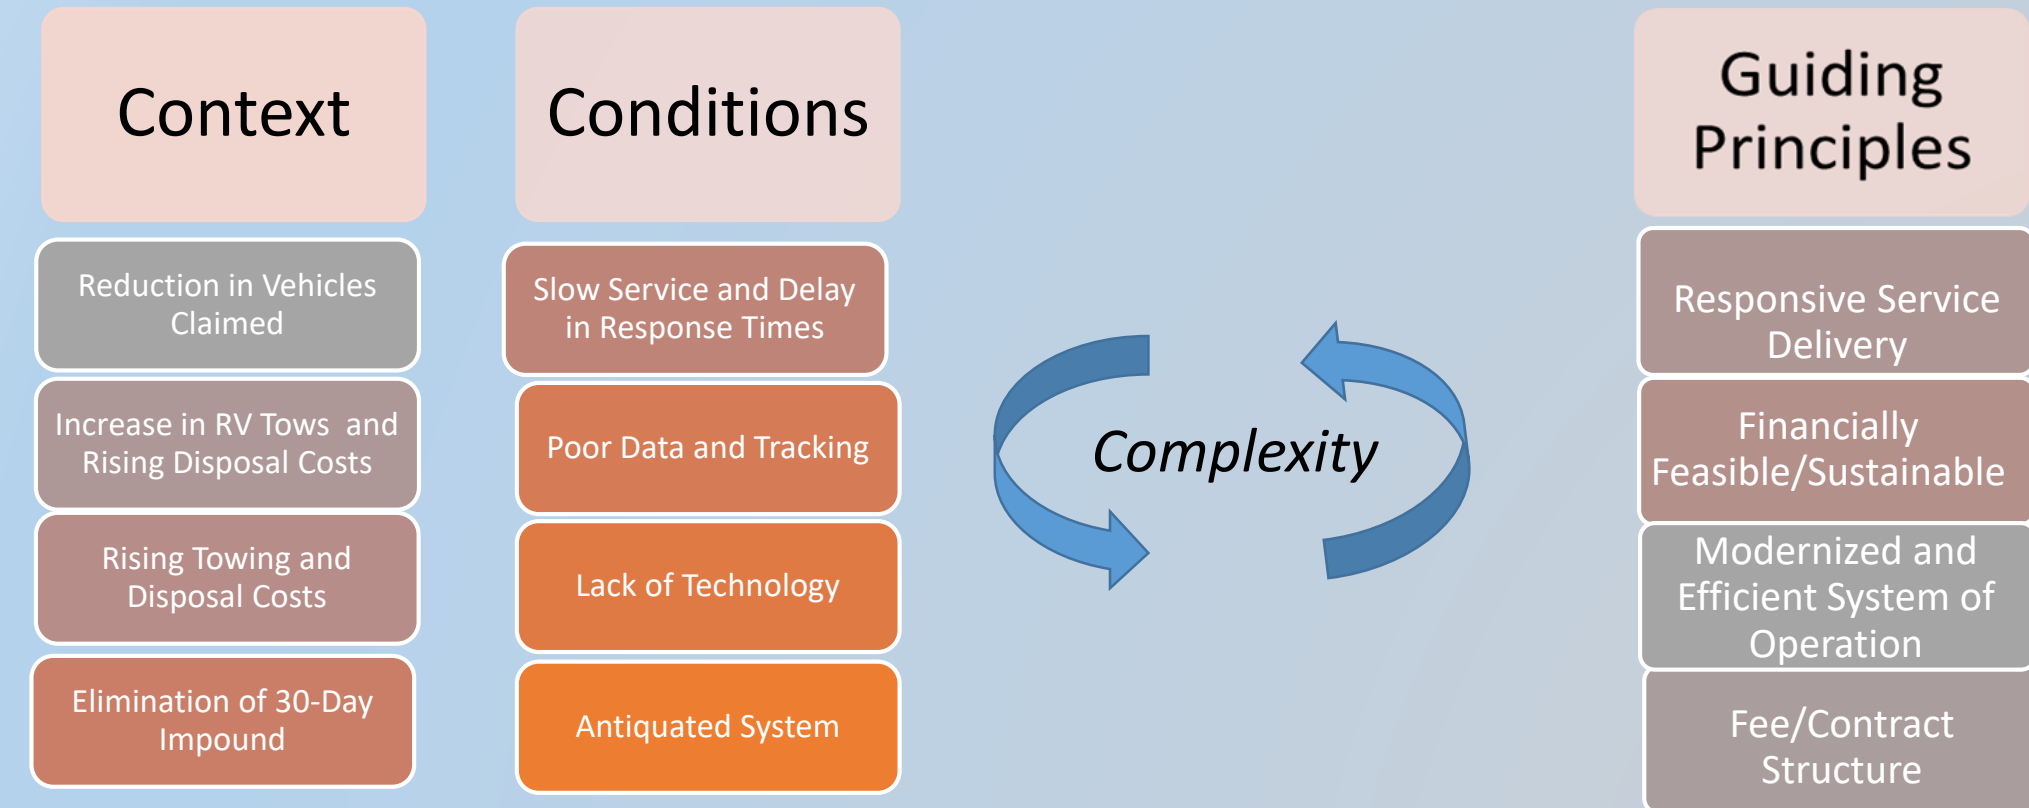 Context
Reduction in Vehicles
Claimed
Increase in RV Tows and
Rising Disposal Costs
Rising Towing and
Disposal Costs
Elimination of 30-Day
Impound
Conditions
Slow Service and Delay
in Response Times
Poor Data and Tracking
Lack of Technology
Antiquated System
Complexity
Guiding
Principles
Responsive Service
Delivery
Financially
Feasible/Sustainable
Modernized and
Efficient System of
Operation
Fee/Contract
Structure